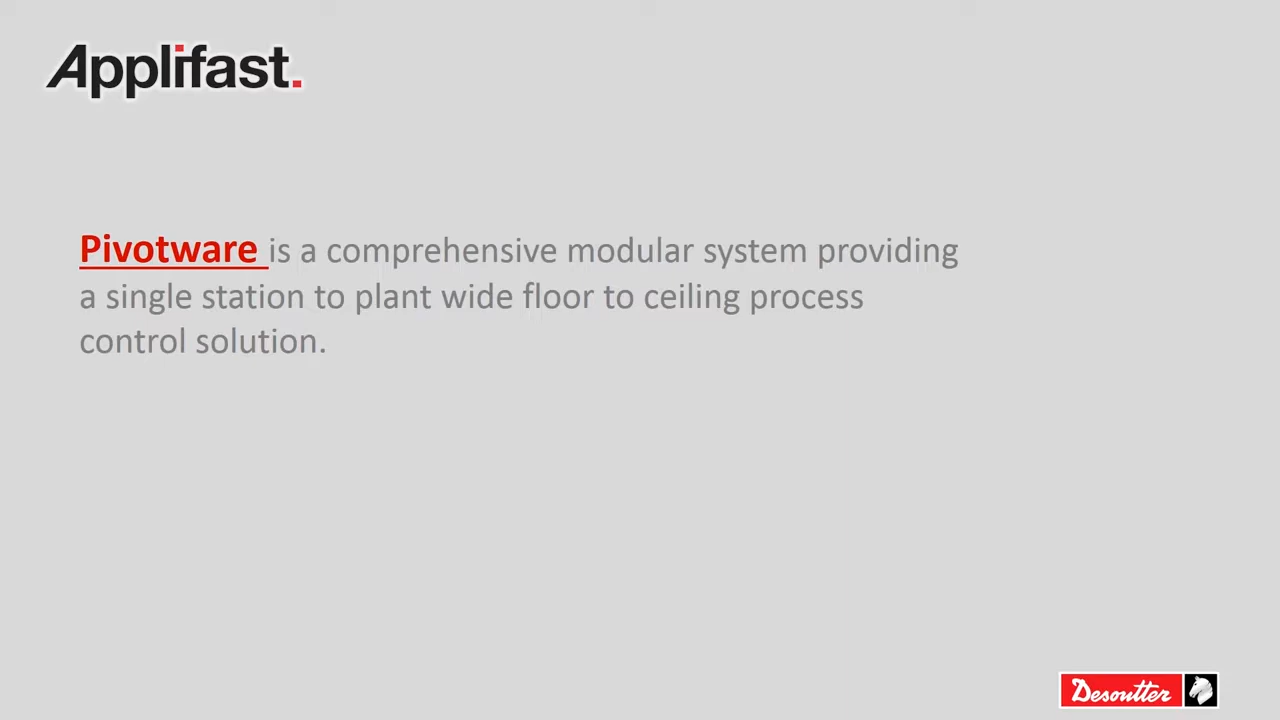 Applifast.
Pivotware is a comprehensive modular system providing
a single station to plant wide floor to ceiling process
control solution.
Desoutter